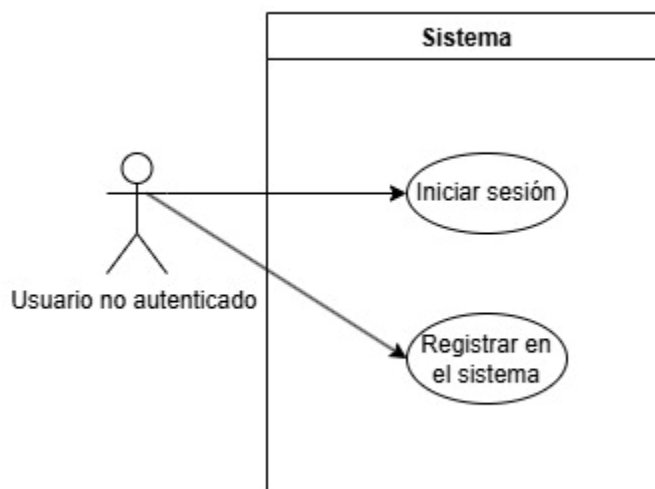 Sistema
Iniciar sesión
Usuario no autenticado
Registrar en
el sistema